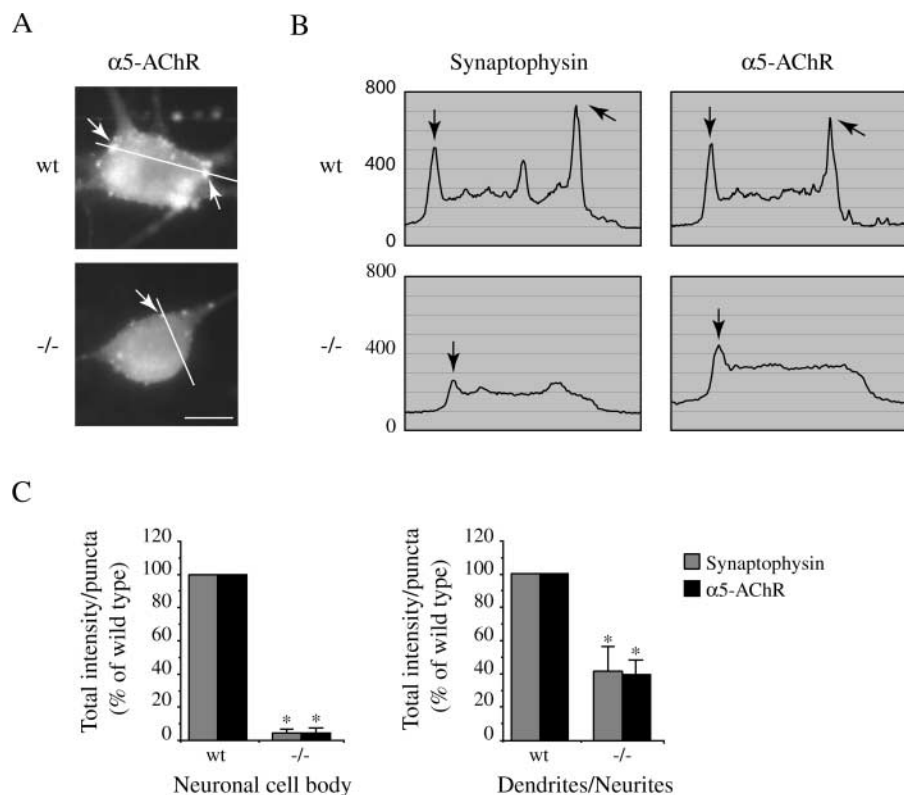 A
α5-AChR
wt
-/-
B
Synaptophysin
α5-AChR
wt
800
400
0
-/-
800
400
0
C
Total intensity/puncta
(% of wild type)
120
100
80
60
40
20
0
* *
wt
-/-
Neuronal cell body
Total intensity/puncta
(% of wild type)
120
100
80
60
40
20
0
* *
wt
-/-
Dendrites/Neurites
Synaptophysin
α5-AChR